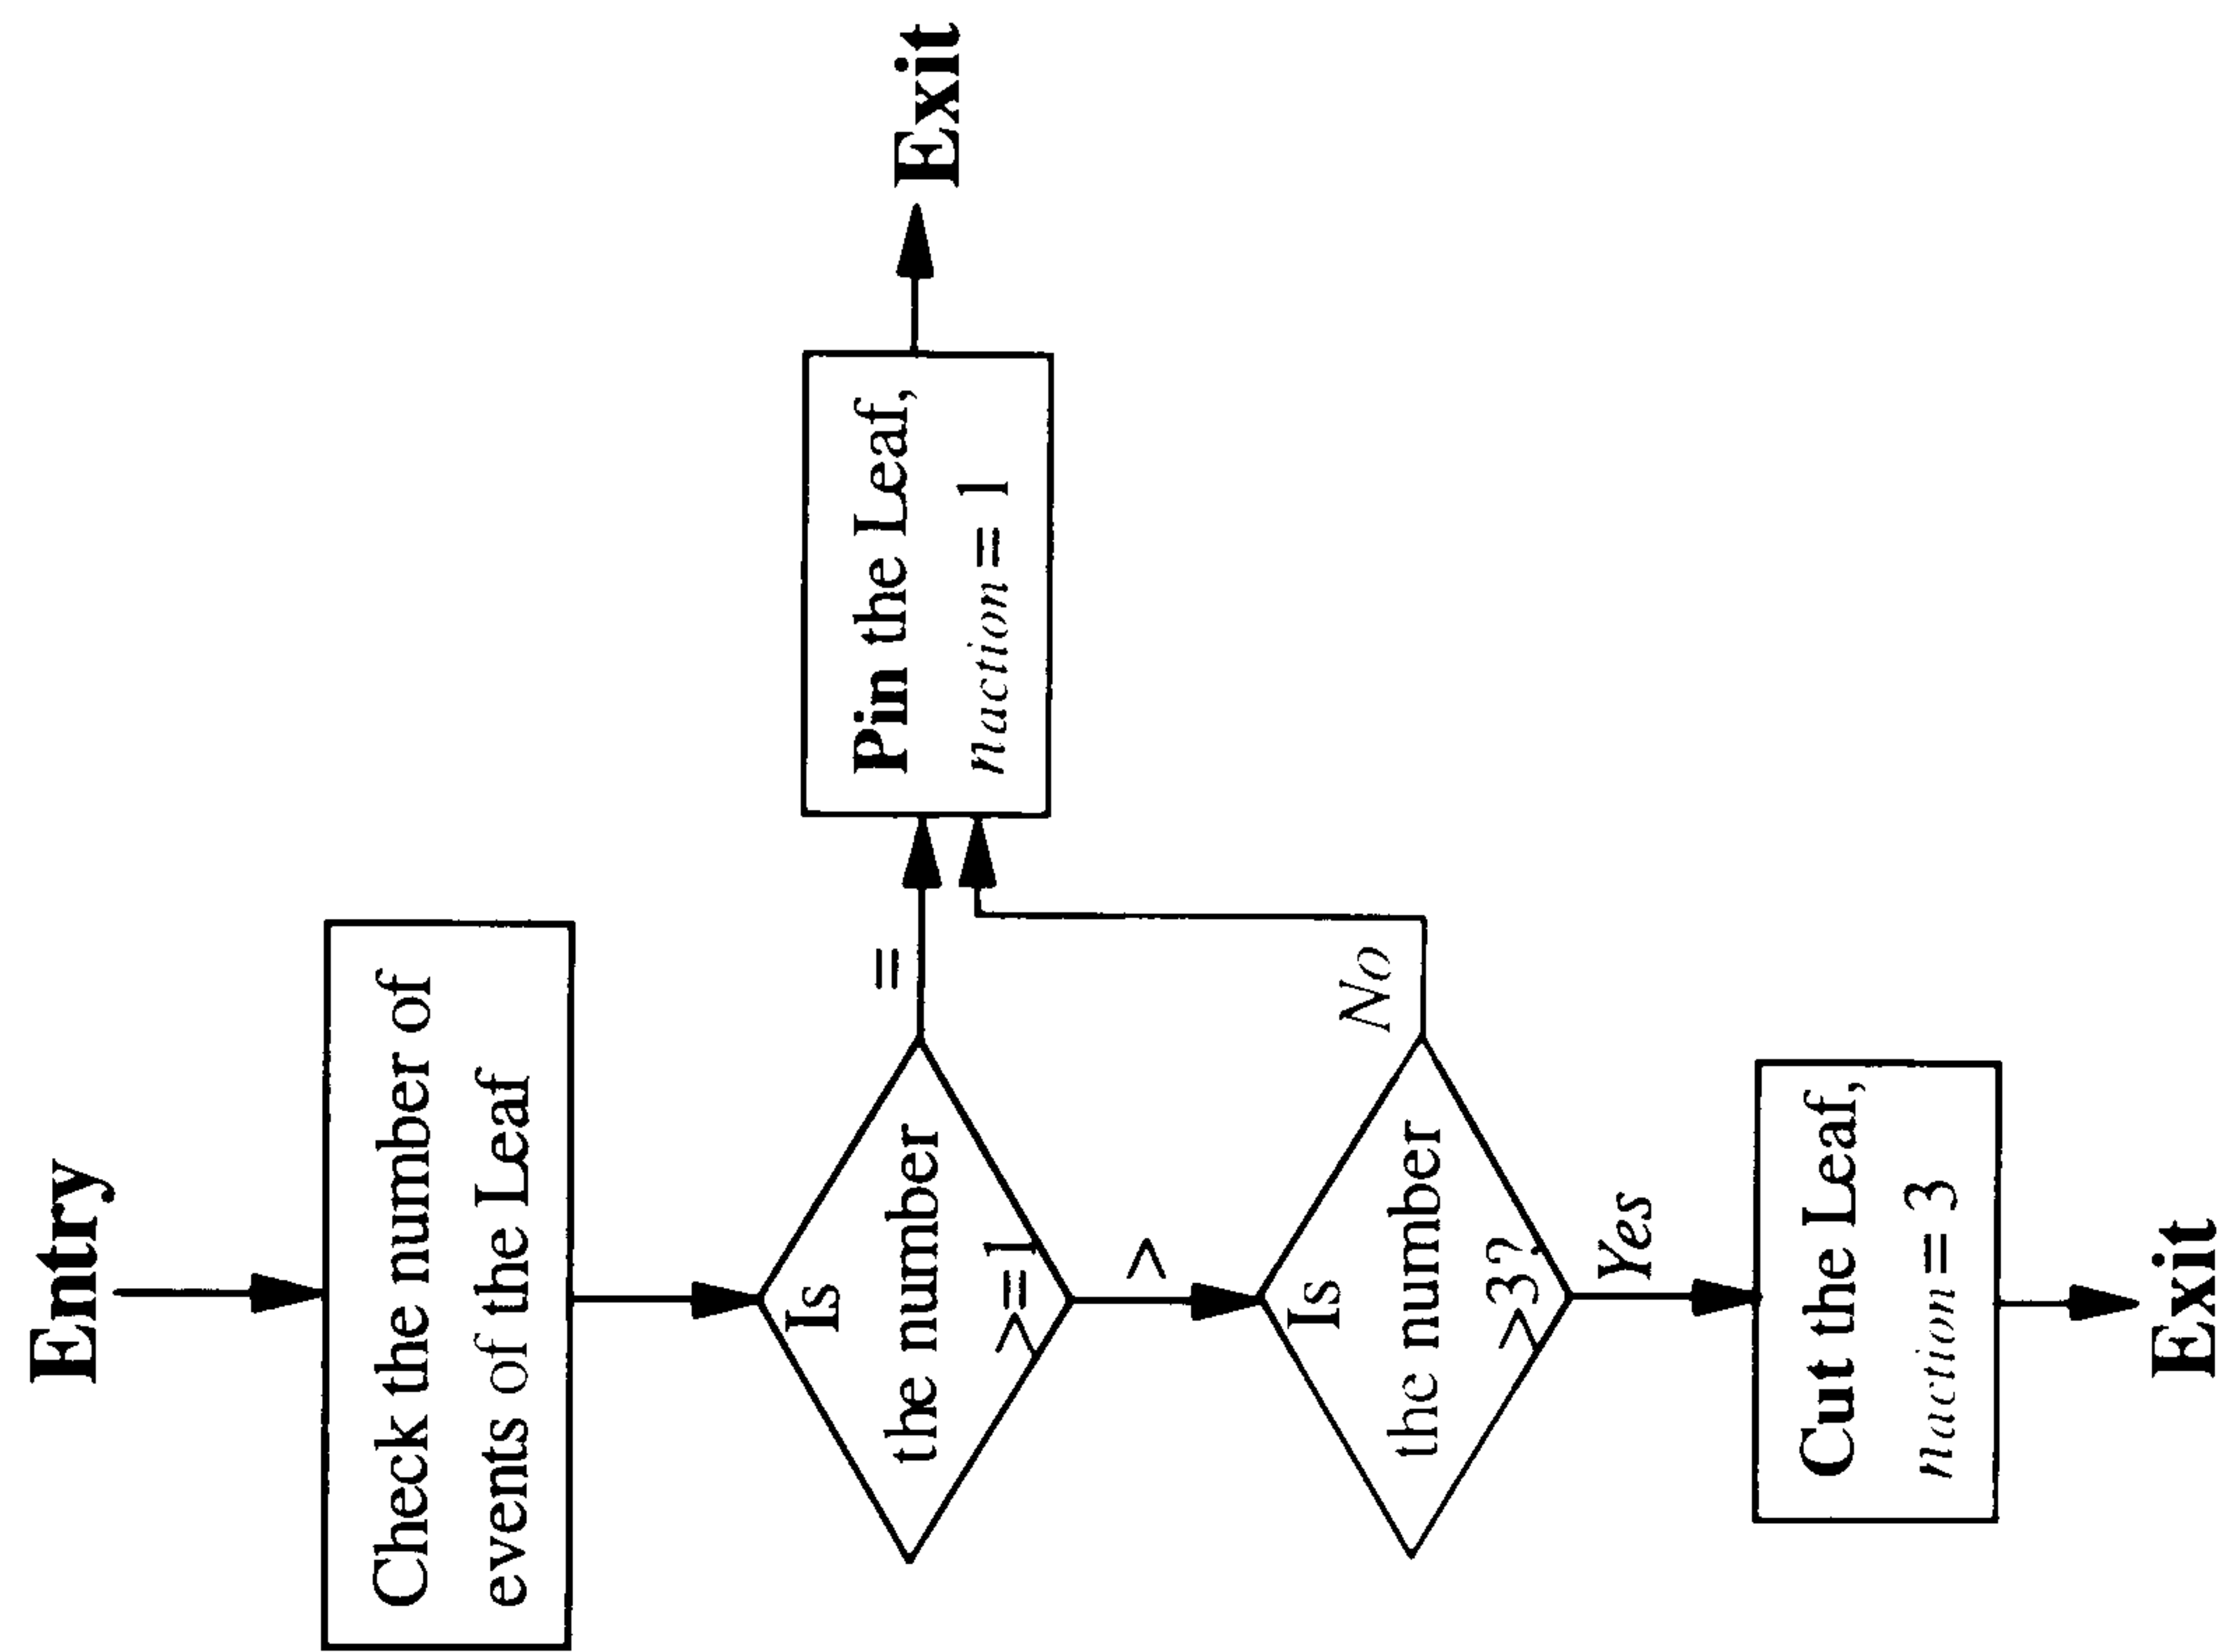 Entry
Check the number of
events of the Leaf
Is
the number
>=1
=
Pin the Leaf,
naction = 1
Exit
>
Is
the number
>3?
No
Yes
Cut the Leaf,
naction = 3
Exit